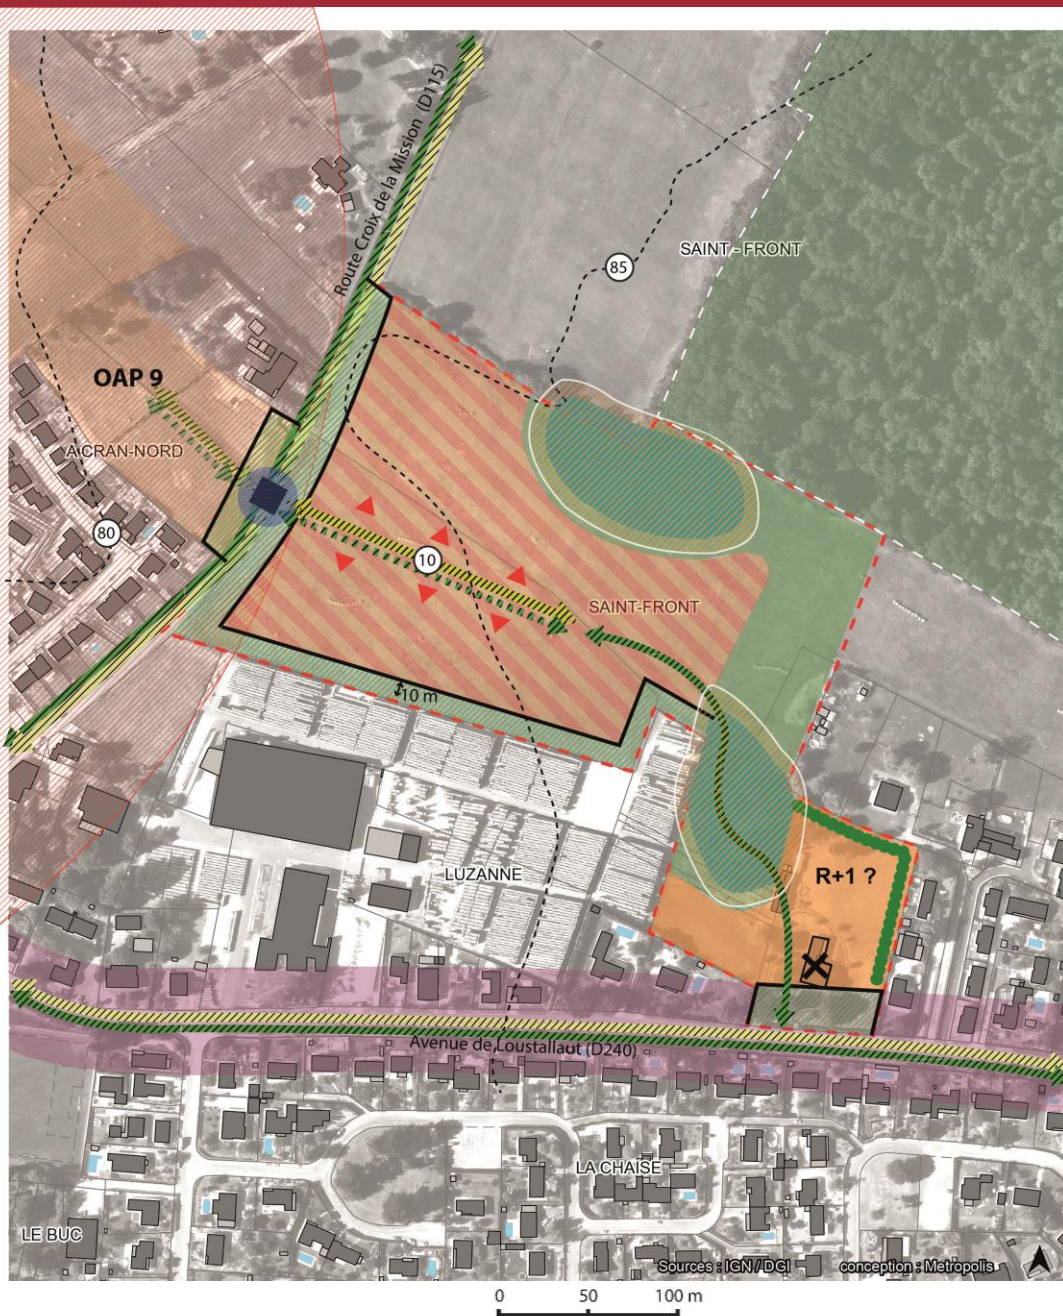 Route Croix de la Mission (D115)
SAINT - FRONT
85
OAP 9
A CRAN-NORD
80
10
SAINT-FRONT
10 m
LUZANNE
R+1 ?
Avenue de Loustallaut (D240)
LA CHAISE
LE BUC
Sources : IGN / DGI conception : Metropolis
0 50 100 m